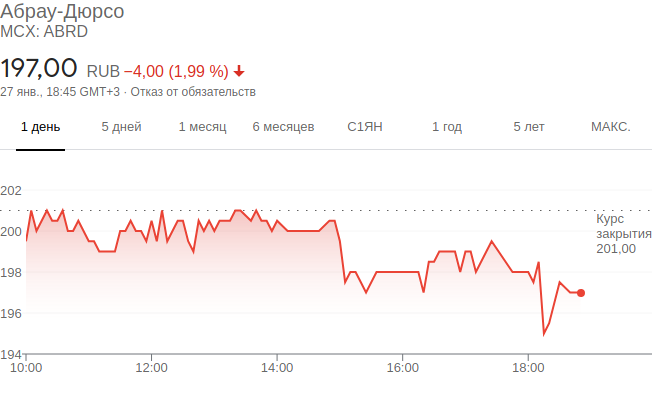 Абрау-Дюрсо
MCX: ABRD
197,00 RUB −4,00 (1,99 %)
27 янв., 18:45 GMT+3 · Отказ от обязательств
1 день 5 дней 1 месяц 6 месяцев С1ЯН 1 год 5 лет МАКС.
202
200
198
196
194
Курс
закрытия
201,00
10:00 12:00 14:00 16:00 18:00